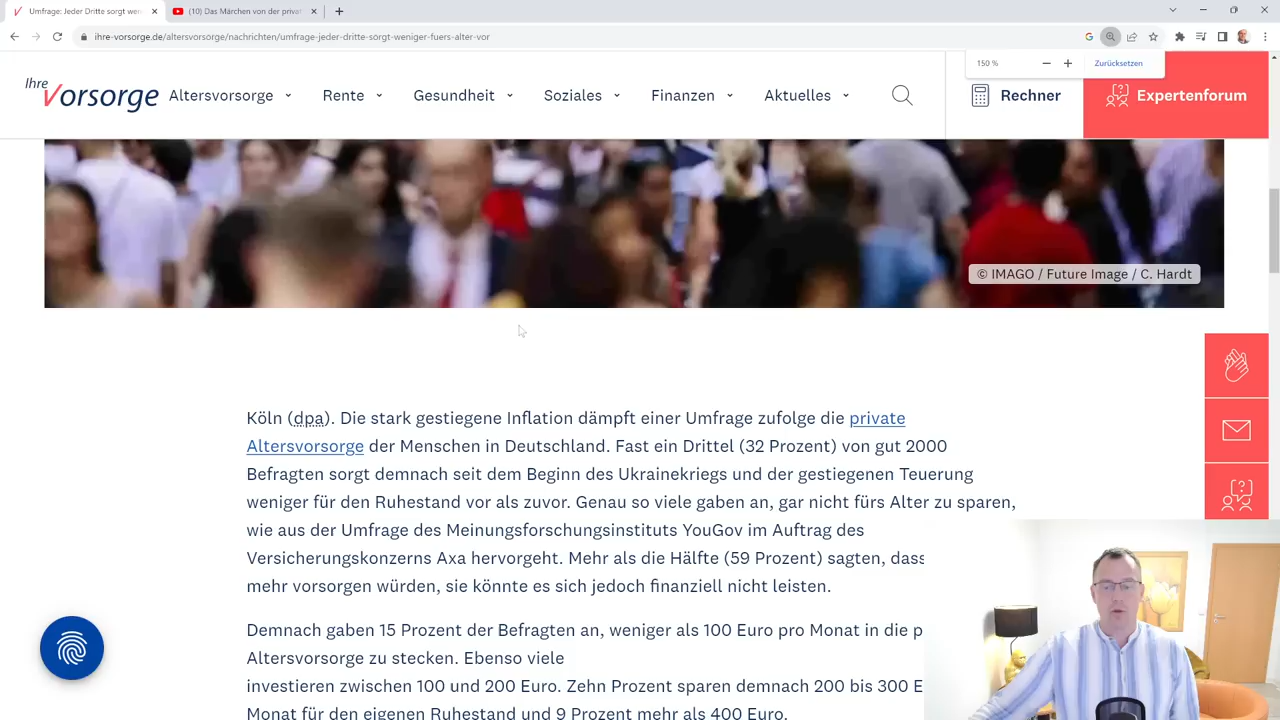 Umfrage: Jeder Dritte sorgt we
(10) Das Märchen von der priva
ihre-vorsorge.de/altersvorsorge/nachrichten/umfrage-jeder-dritte-sorgt-weniger-fuers-alter-vor
150 %
Zurücksetzen
Ihre
Vorsorge
Altersvorsorge
Rente
Gesundheit
Soziales
Finanzen
Aktuelles
Rechner
Expertenforum
© IMAGO / Future Image / C. Hardt
Köln (dpa). Die stark gestiegene Inflation dämpft einer Umfrage zufolge die private
Altersvorsorge der Menschen in Deutschland. Fast ein Drittel (32 Prozent) von gut 2000
Befragten sorgt demnach seit dem Beginn des Ukrainekriegs und der gestiegenen Teuerung
weniger für den Ruhestand vor als zuvor. Genau so viele gaben an, gar nicht fürs Alter zu sparen,
wie aus der Umfrage des Meinungsforschungsinstituts YouGov im Auftrag des
Versicherungskonzerns Axa hervorgeht. Mehr als die Hälfte (59 Prozent) sagten, dass
mehr vorsorgen würden, sie könnte es sich jedoch finanziell nicht leisten.
Demnach gaben 15 Prozent der Befragten an, weniger als 100 Euro pro Monat in die p
Altersvorsorge zu stecken. Ebenso viele
investieren zwischen 100 und 200 Euro. Zehn Prozent sparen demnach 200 bis 300 E
Monat für den eigenen Ruhestand und 9 Prozent mehr als 400 Euro.